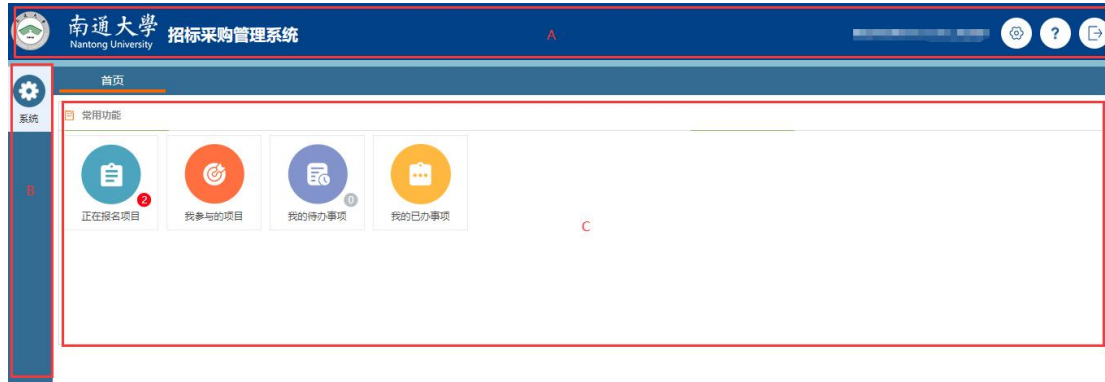 南通大學
Nantong University
招标采购管理系统
A
?
首页
系统
常用功能
2
0
正在报名项目
我参与的项目
我的待办事项
我的已办事项
B
C